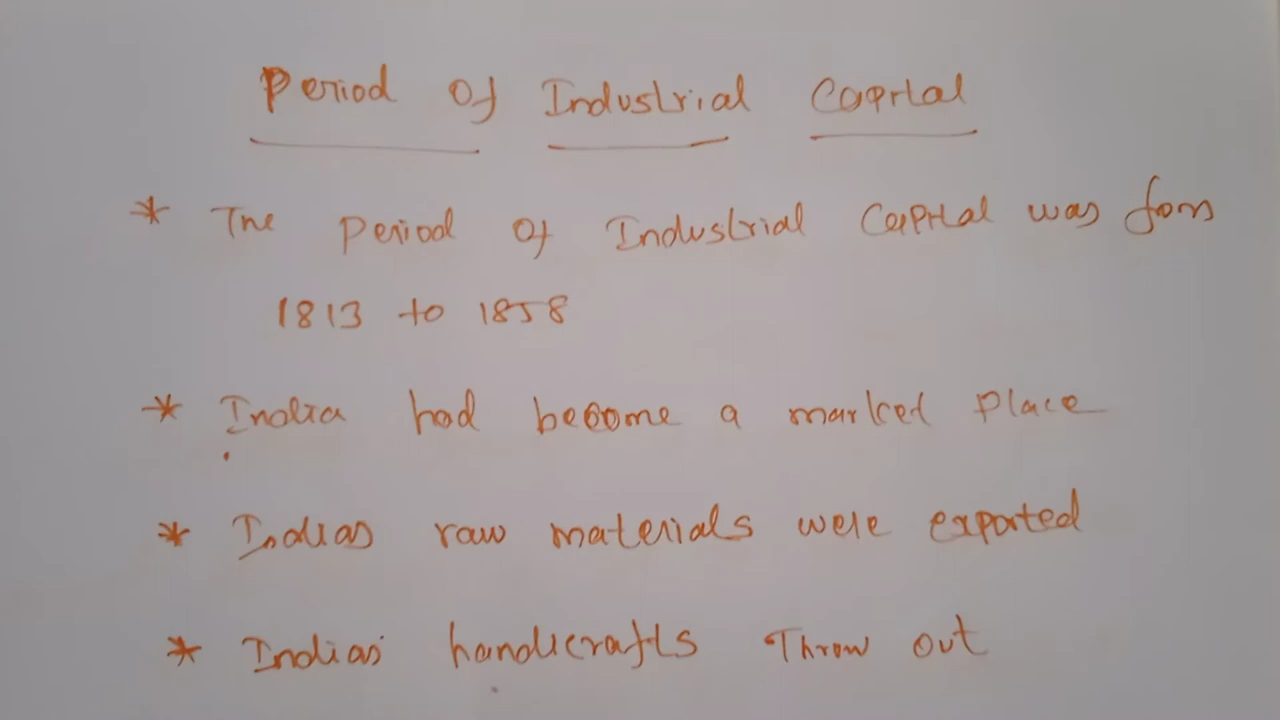 Period Of Industrial Capital
* The Period Of Industrial Capital was from
1813 to 1858
* India had become a market Place
* Indias raw materials were exported
* Indias' handicrafts Throw out